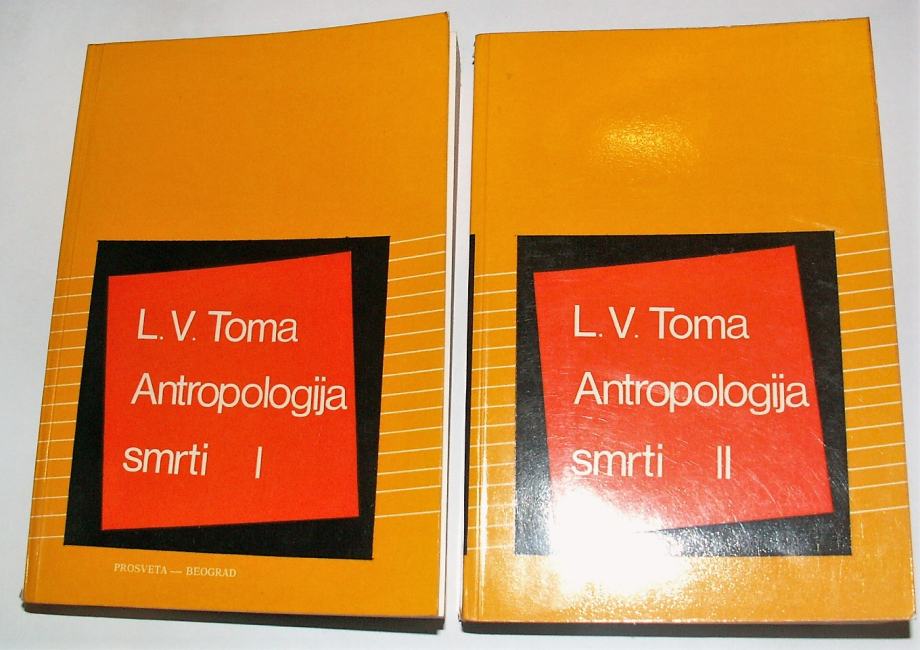 L. V. Toma
Antropologija
smrti I
PROSVETA — BEOGRAD
L. V. Toma
Antropologija
smrti II